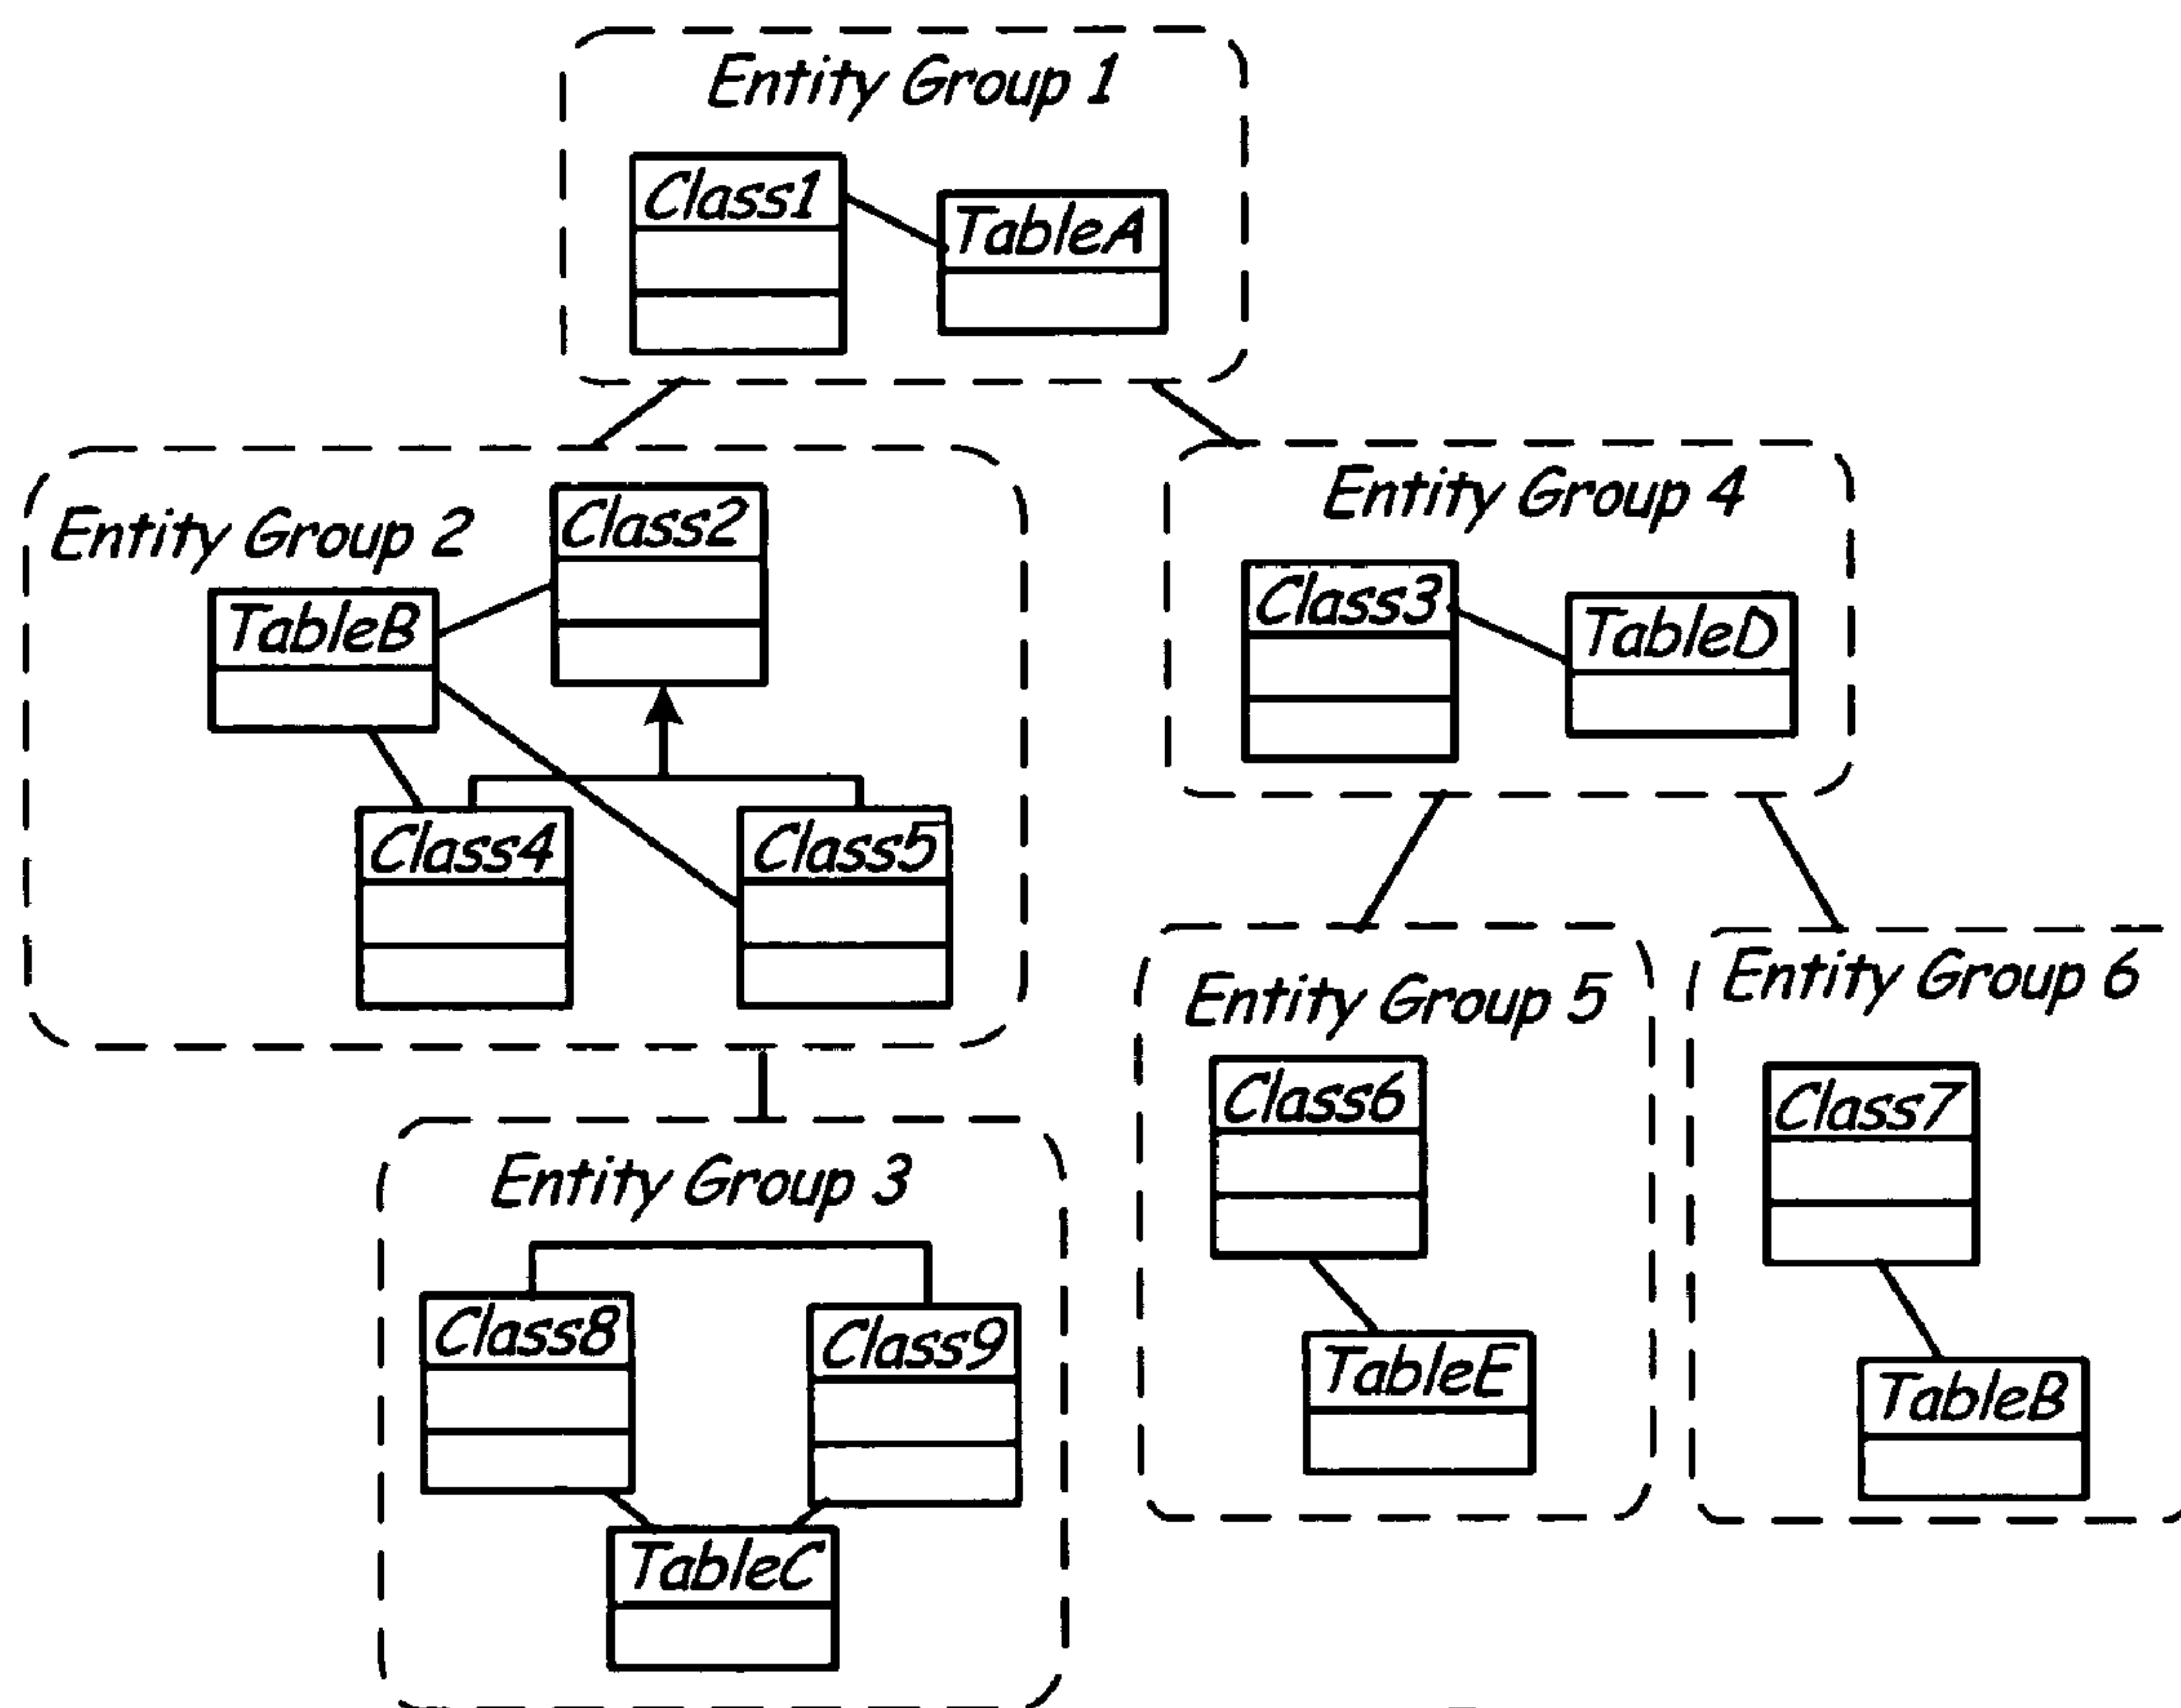 Entity Group 1
Class1
TableA
Entity Group 2
Class2
TableB
Class4
Class5
Entity Group 4
Class3
TableD
Entity Group 3
Class8
Class9
TableC
Entity Group 5
Class6
TableE
Entity Group 6
Class7
TableB